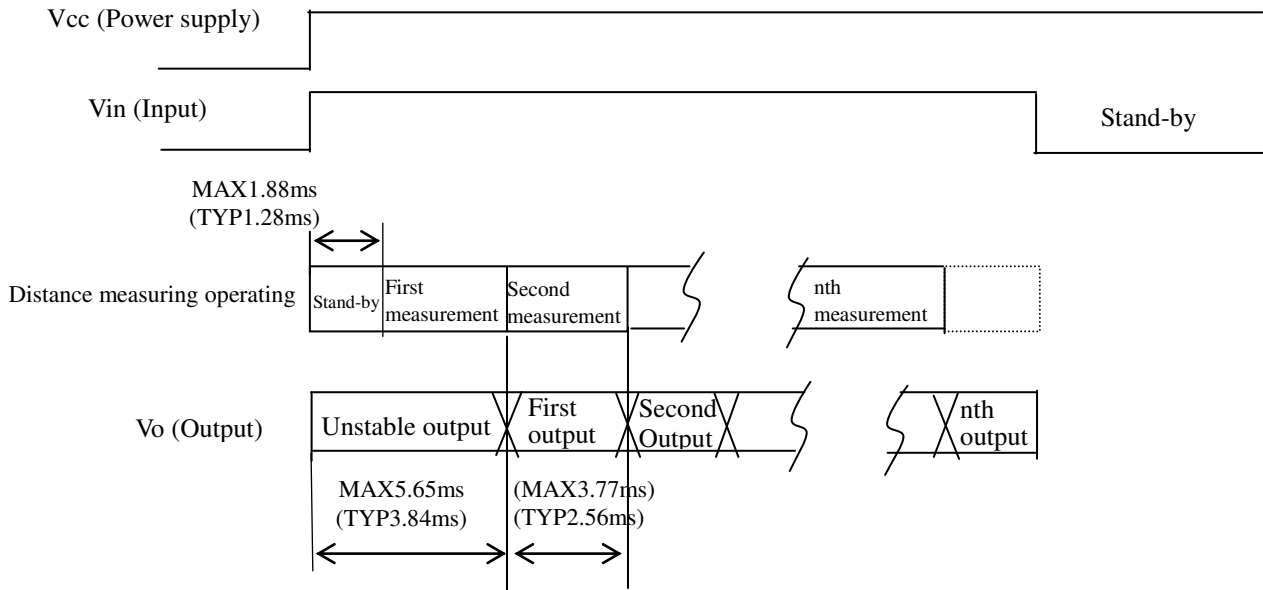 Vcc (Power supply)
Vin (Input)
Stand-by
MAX1.88ms
(TYP1.28ms)
Distance measuring operating
Stand-by
First
measurement
Second
measurement
nth
measurement
Vo (Output)
Unstable output
First
output
Second
Output
nth
output
MAX5.65ms
(TYP3.84ms)
(MAX3.77ms)
(TYP2.56ms)